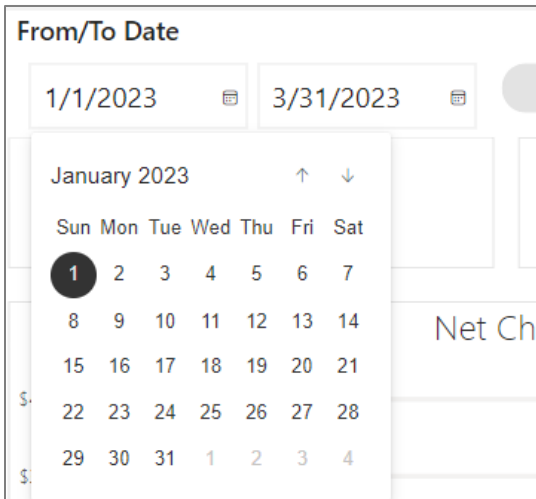 From/To Date
1/1/2023 3/31/2023
January 2023
Sun Mon Tue Wed Thu Fri Sat
1 2 3 4 5 6 7
8 9 10 11 12 13 14
Net Ch
15 16 17 18 19 20 21
22 23 24 25 26 27 28
29 30 31 1 2 3 4